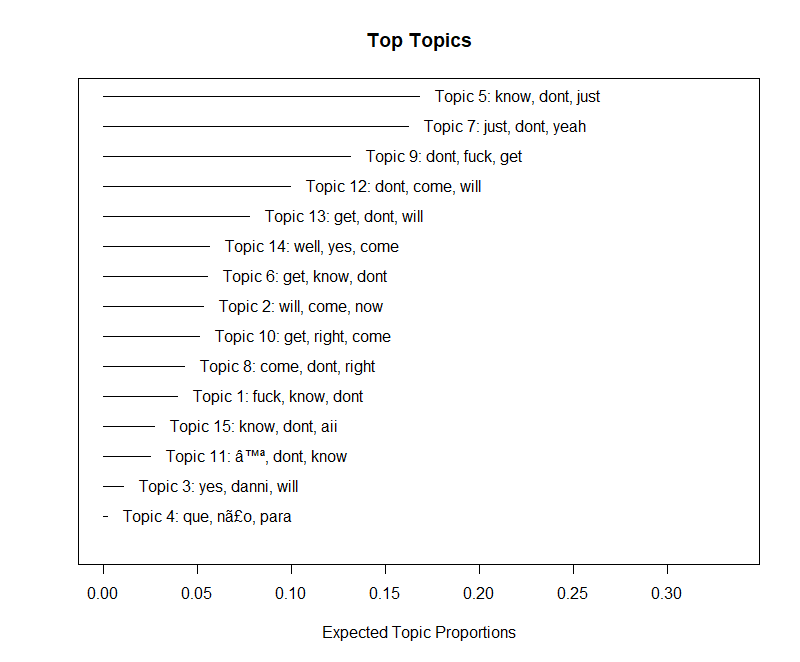 Top Topics
Topic 5: know, dont, just
Topic 7: just, dont, yeah
Topic 9: dont, fuck, get
Topic 12: dont, come, will
Topic 13: get, dont, will
Topic 14: well, yes, come
Topic 6: get, know, dont
Topic 2: will, come, now
Topic 10: get, right, come
Topic 8: come, dont, right
Topic 1: fuck, know, dont
Topic 15: know, dont, aii
Topic 11: â™ª, dont, know
Topic 3: yes, danni, will
Topic 4: que, nã£o, para
0.00 0.05 0.10 0.15 0.20 0.25 0.30
Expected Topic Proportions